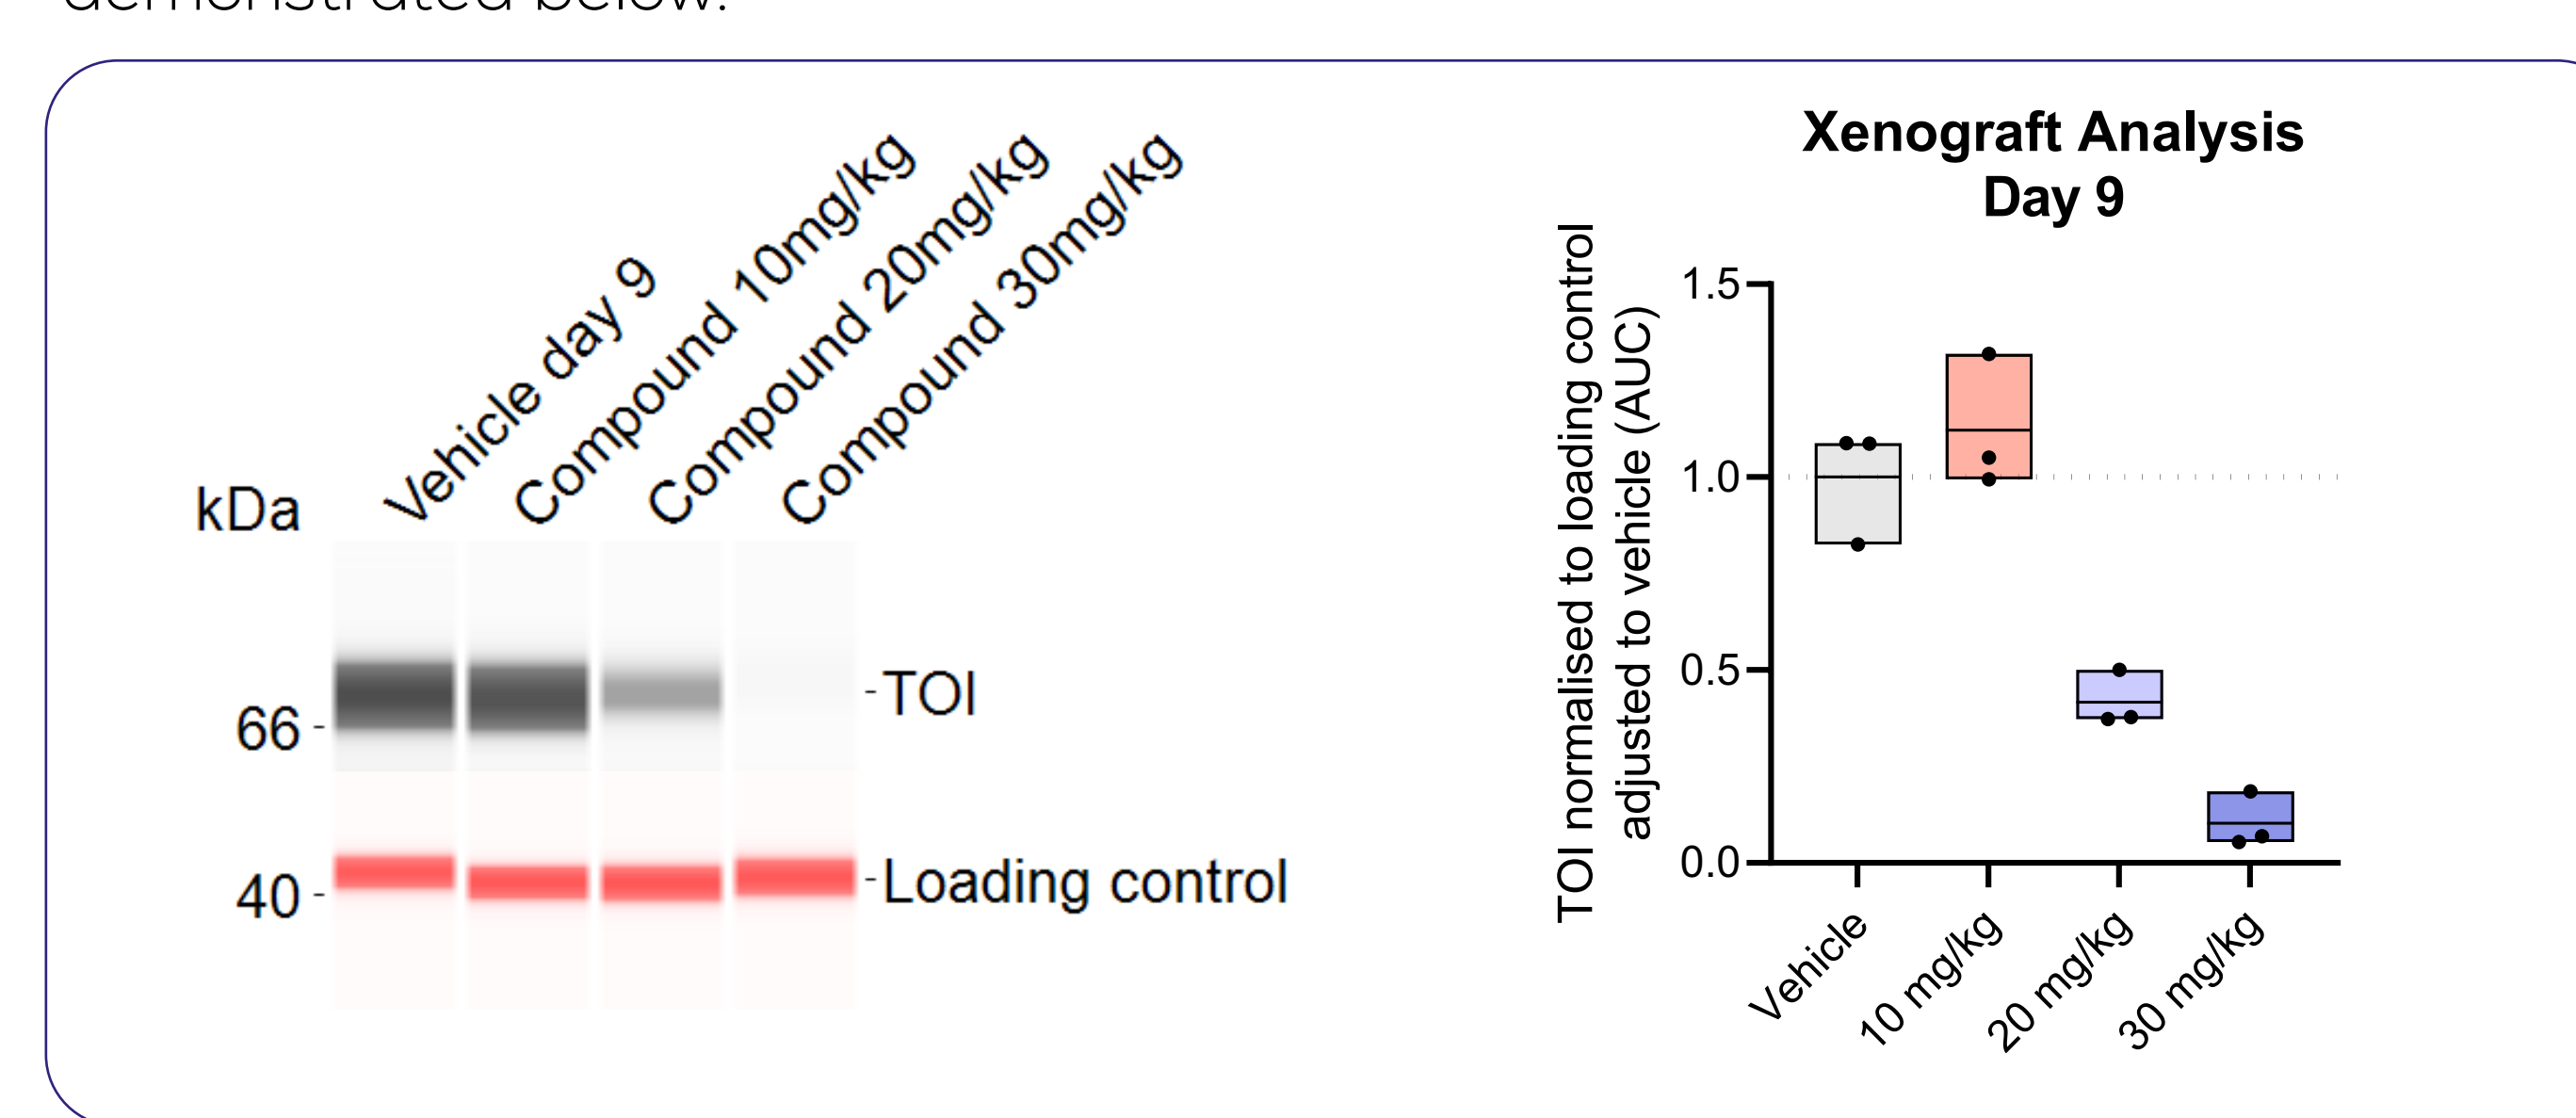 demonstrated below.
Vehicle day 9
Compound 10mg/kg
Compound 20mg/kg
Compound 30mg/kg
kDa
66
40
TOI
Loading control
Xenograft Analysis
Day 9
TOI normalised to loading control
adjusted to vehicle (AUC)
1.5
1.0
0.5
0.0
Vehicle
10 mg/kg
20 mg/kg
30 mg/kg